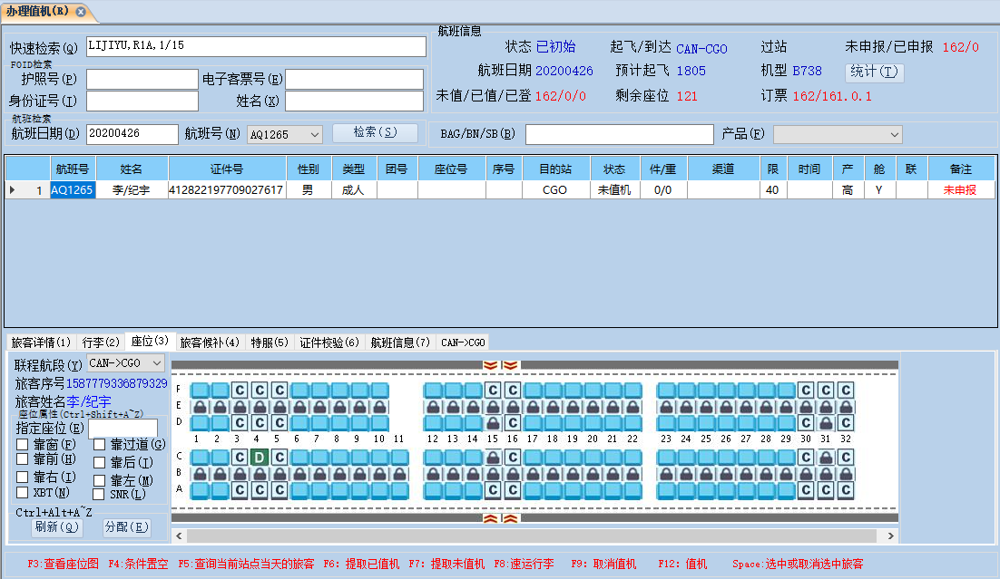 办理值机(R)
快速检索(Q) LIJIYU,R1A,1/15
FOID检索
护照号(P) 电子客票号(E)
身份证号(I) 姓名(X)
航班检索
航班日期(D) 20200426 航班号(N) AQ1265 检索(S)
航班信息
状态 已初始 起飞/到达 CAN-CGO 过站 未申报/已申报 162/0
航班日期 20200426 预计起飞 1805 机型 B738 统计(T)
未值/已值/已登 162/0/0 剩余座位 121 订票 162/161.0.1
BAG/BN/SB(B) 产品(F)
航班号 姓名 证件号 性别 类型 团号 座位号 序号 目的站 状态 件/重 渠道 限 时间 产 舱 联 备注
1 AQ1265 李/纪宇 412822197709027617 男 成人 CGO 未值机 0/0 40 高 Y 未申报
旅客详情(1) 行李(2) 座位(3) 旅客候补(4) 特服(5) 证件校验(6) 航班信息(7) CAN->CGO
联程航段(Y) CAN->CGO
旅客序号 1587779336879329
旅客姓名 李/纪宇
座位属性(Ctrl+Shift+A~Z)
指定座位(E)
靠窗(F) 靠过道(G)
靠前(H) 靠后(J)
靠右(I) 靠左(M)
XBT(N) SNR(L)
Ctrl+Alt+A~Z
刷新(Q) 分配(E)
F C C C C C C C C
E
D C C C C C C
1 2 3 4 5 6 7 8 9 10 11 12 13 14 15 16 17 18 19 20 21 22 23 24 25 26 27 28 29 30 31 32
C C D C C C C
B
A C C C C C C C C
F3:查看座位图 F4:条件置空 F5:查询当前站点当天的旅客 F6: 提取已值机 F7: 提取未值机 F8:速运行李 F9: 取消值机 F12: 值机 Space:选中或取消选中旅客